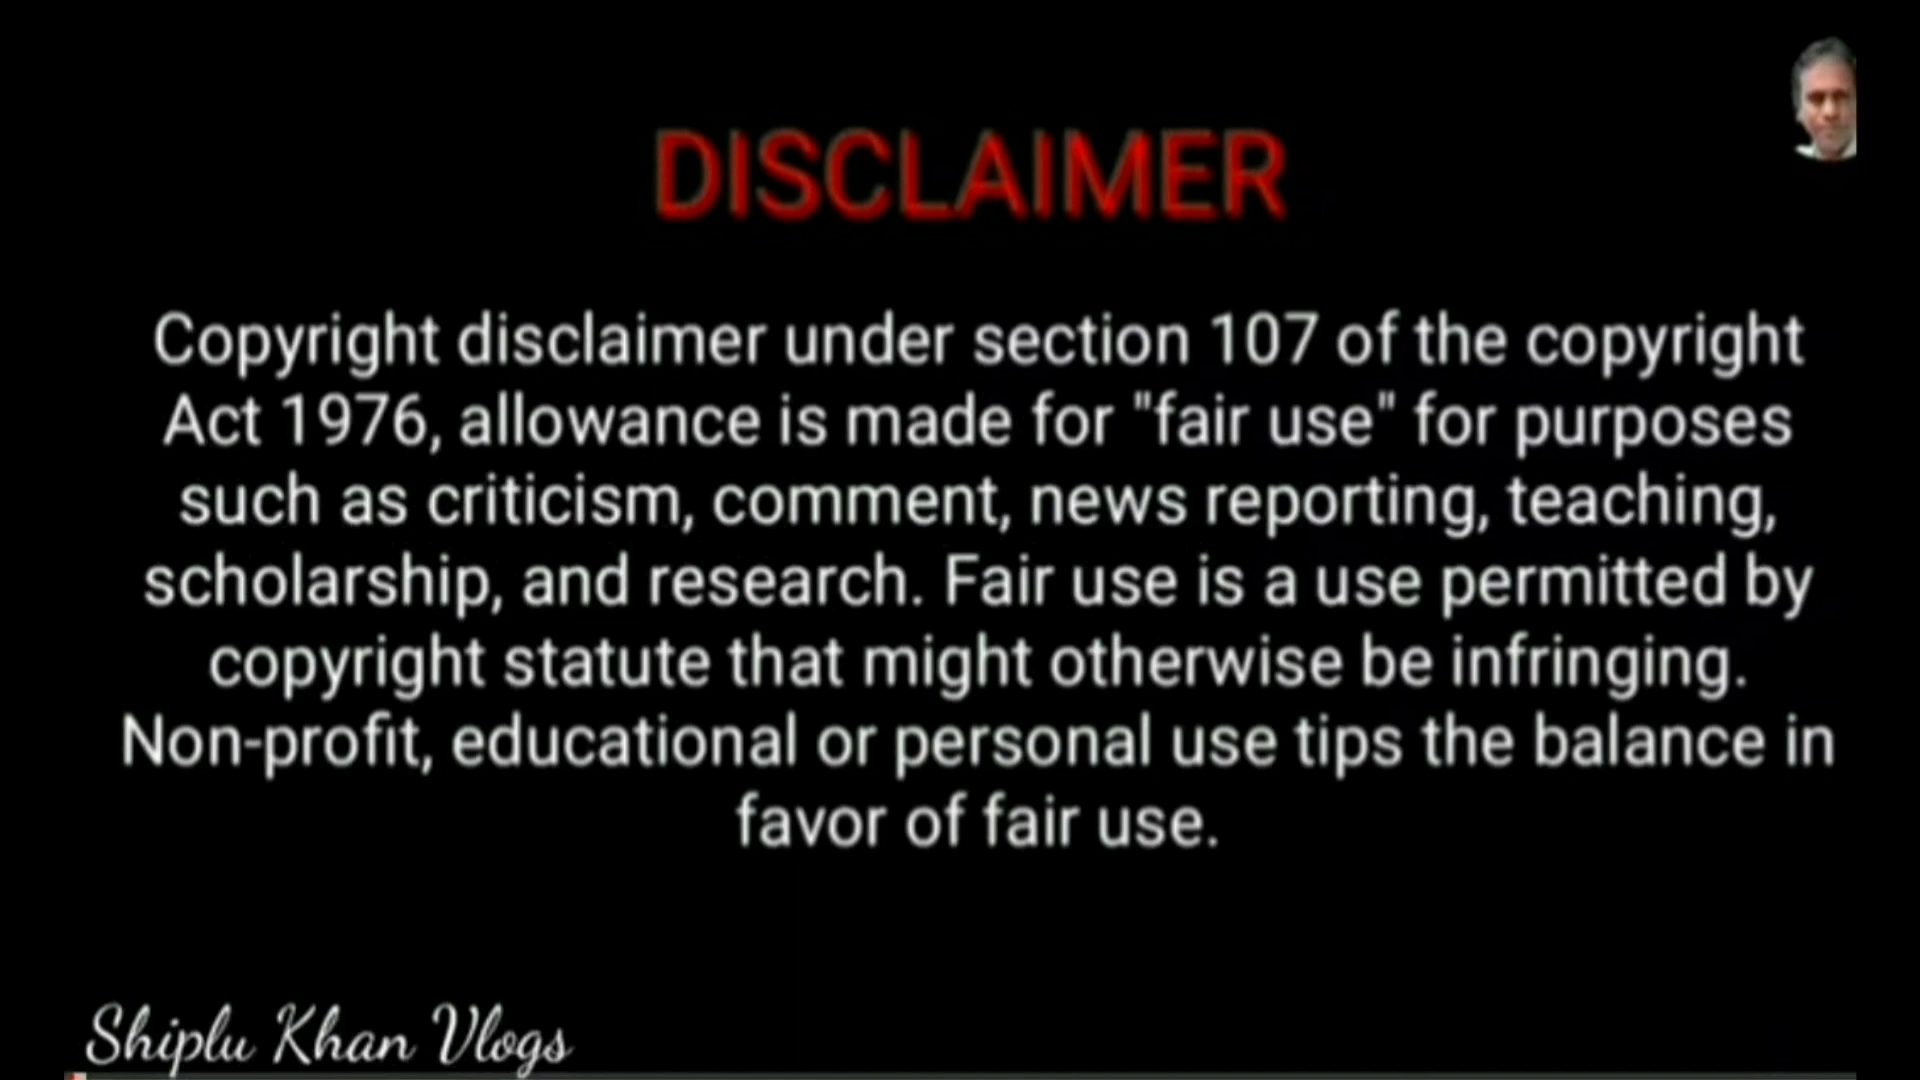 DISCLAIMER
Copyright disclaimer under section 107 of the copyright
Act 1976, allowance is made for "fair use" for purposes
such as criticism, comment, news reporting, teaching,
scholarship, and research. Fair use is a use permitted by
copyright statute that might otherwise be infringing.
Non-profit, educational or personal use tips the balance in
favor of fair use.
Shiplu Khan Vlogs